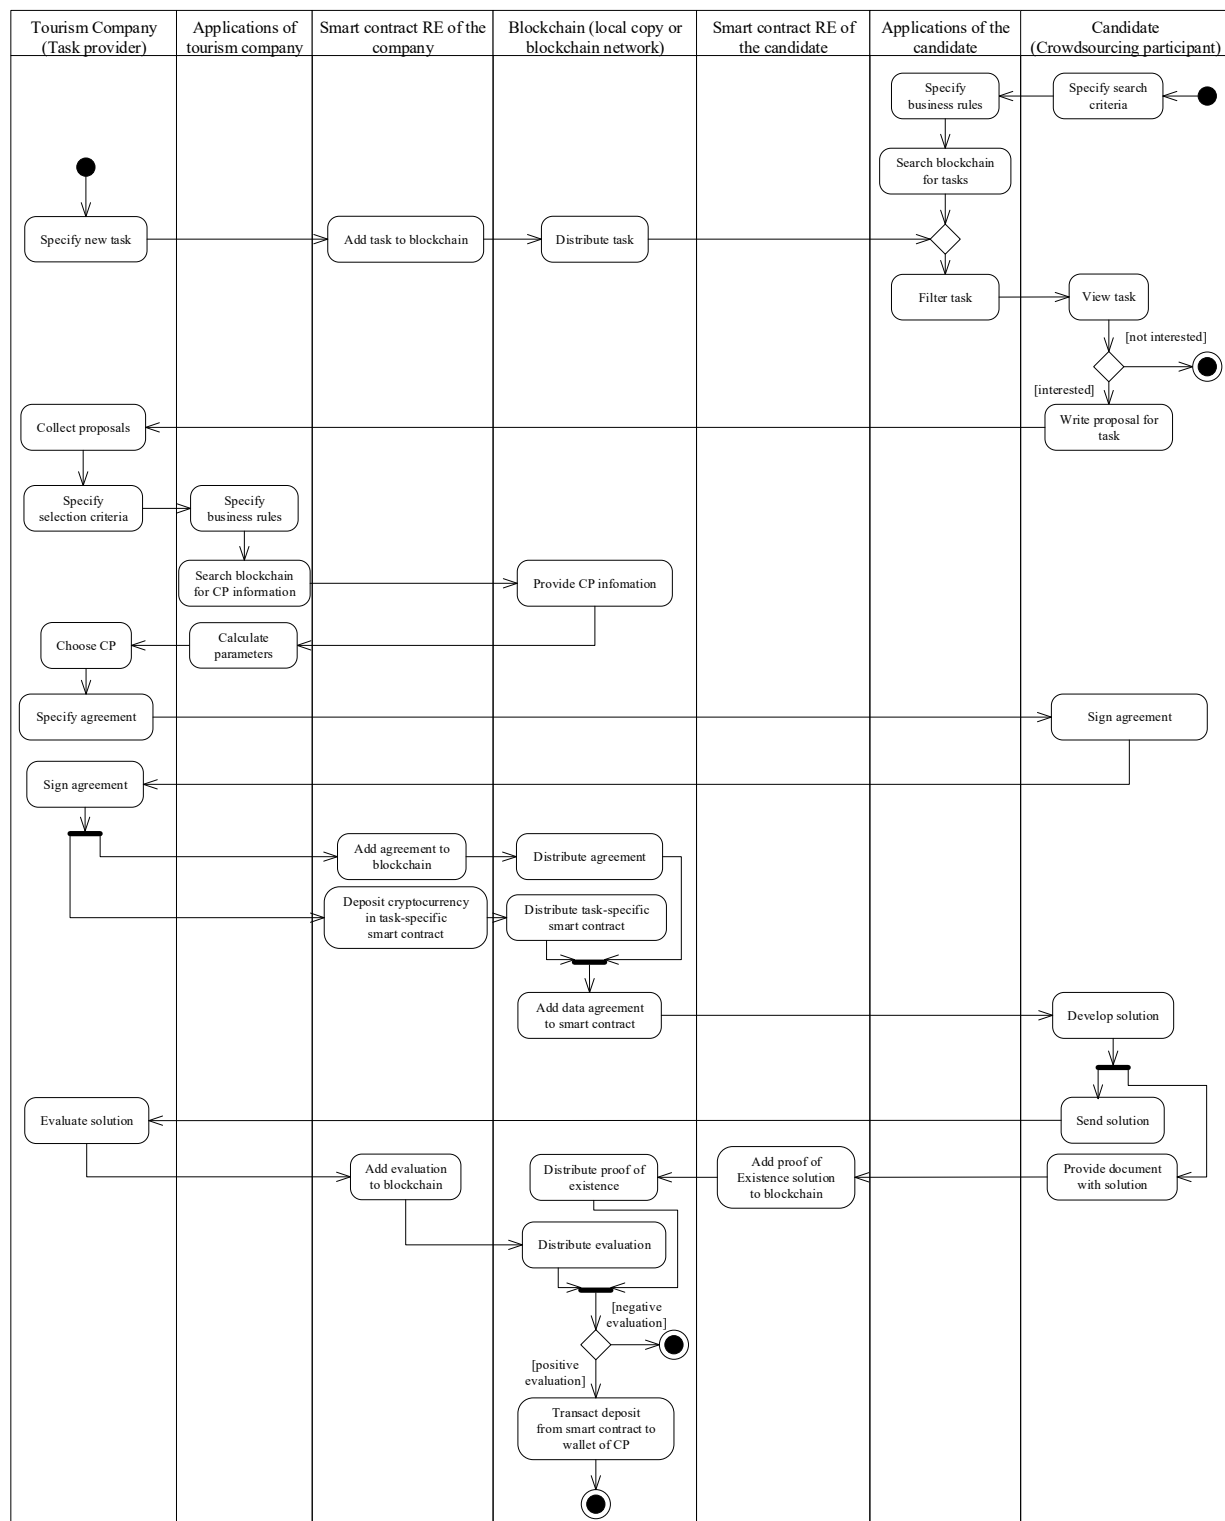 Tourism Company
(Task provider)
Applications of
tourism company
Smart contract RE of the
company
Blockchain (local copy or
blockchain network)
Smart contract RE of
the candidate
Applications of the
candidate
Candidate
(Crowdsourcing participant)
Specify
business rules
Specify search
criteria
Search blockchain
for tasks
Specify new task
Add task to blockchain
Distribute task
Filter task
View task
[not interested]
[interested]
Collect proposals
Write proposal for
task
Specify
selection criteria
Specify
business rules
Search blockchain
for CP information
Provide CP infomation
Choose CP
Calculate
parameters
Specify agreement
Sign agreement
Sign agreement
Add agreement to
blockchain
Distribute agreement
Deposit cryptocurrency
in task-specific
smart contract
Distribute task-specific
smart contract
Add data agreement
to smart contract
Develop solution
Evaluate solution
Send solution
Add evaluation
to blockchain
Distribute proof of
existence
Add proof of
Existence solution
to blockchain
Provide document
with solution
Distribute evaluation
[negative
evaluation]
[positive
evaluation]
Transact deposit
from smart contract to
wallet of CP